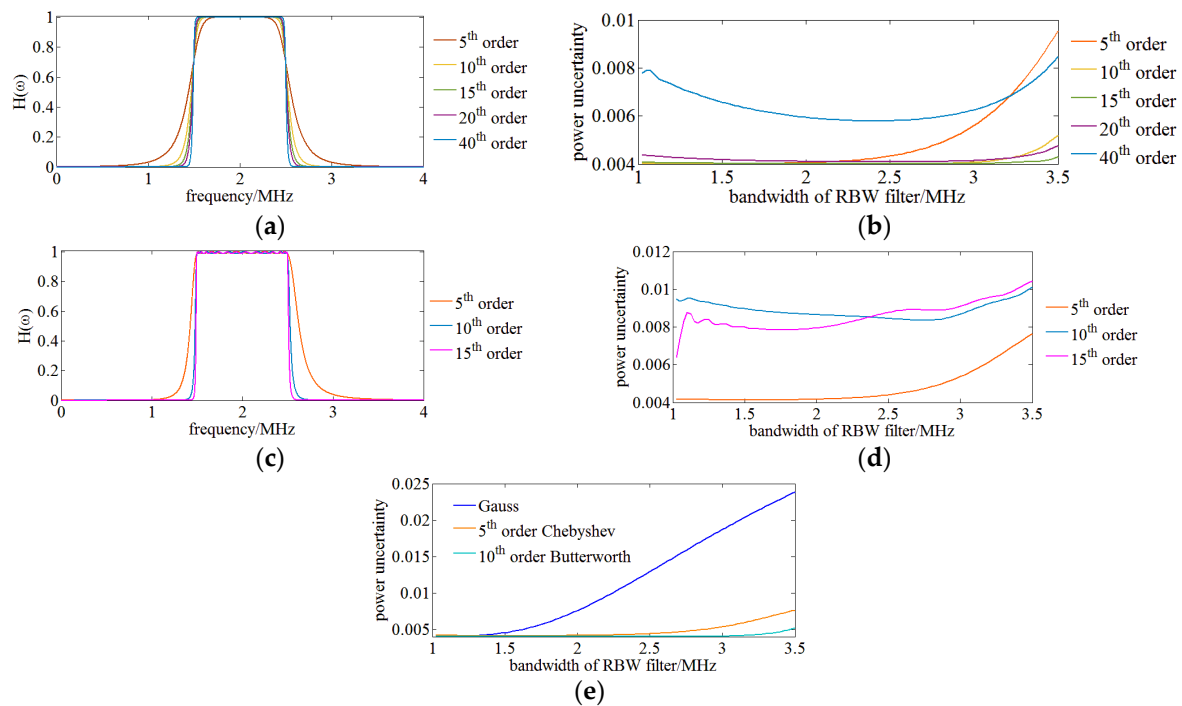 1
0.8
0.6
0.4
0.2
0
H(ω)
5th order
10th order
15th order
20th order
40th order
0 1 2 3 4
frequency/MHz
(a)
0.01
0.008
0.006
0.004
power uncertainty
5th order
10th order
15th order
20th order
40th order
1 1.5 2 2.5 3 3.5
bandwidth of RBW filter/MHz
(b)
1
0.8
0.6
0.4
0.2
0
H(ω)
5th order
10th order
15th order
0 1 2 3 4
frequency/MHz
(c)
0.012
0.01
0.008
0.006
0.004
power uncertainty
5th order
10th order
15th order
1 1.5 2 2.5 3 3.5
bandwidth of RBW filter/MHz
(d)
0.025
0.02
0.015
0.01
0.005
power uncertainty
Gauss
5th order Chebyshev
10th order Butterworth
1 1.5 2 2.5 3 3.5
bandwidth of RBW filter/MHz
(e)